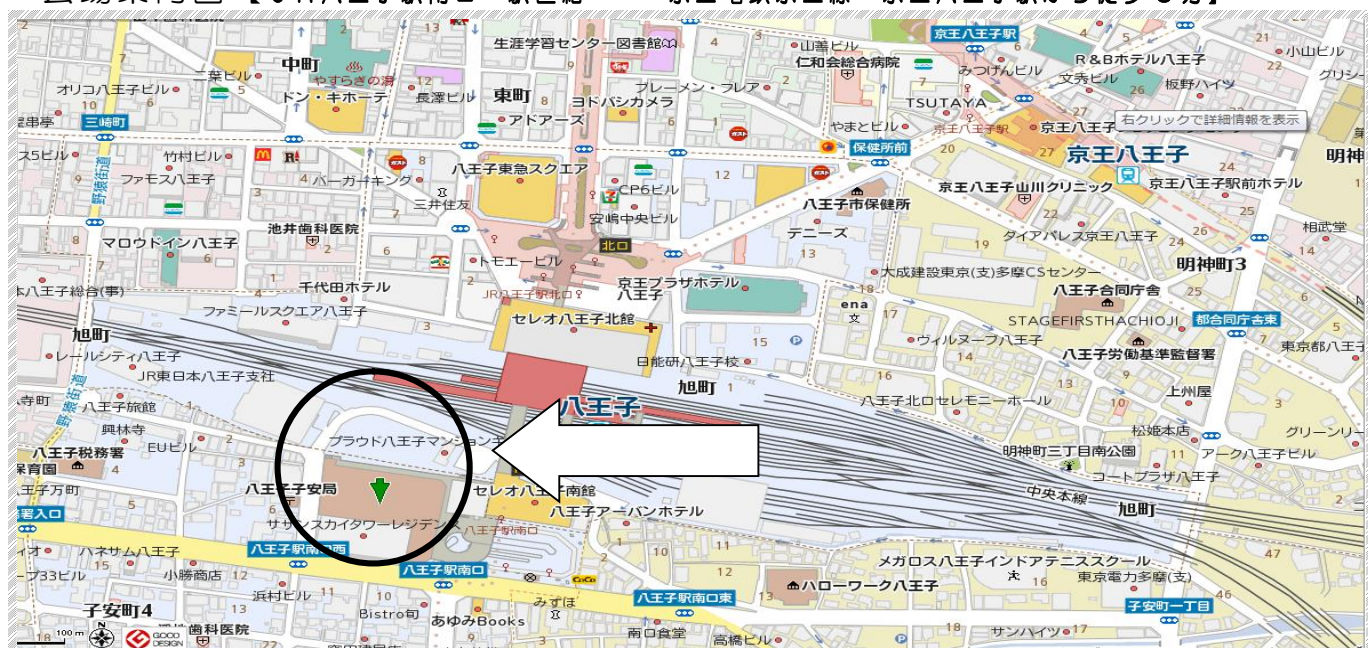 会場案内図【JR八王子駅南口 駅直結
京王電鉄京王線 京王八王子駅から徒歩
分】
生涯学習センター図書館
山善ビル
仁和会総合病院
京王八王子駅
R&Bホテル八王子
小山ビル
中町
やすらぎの湯
二葉ビル
オリコ八王子ビル
ドン・キホーテ
長澤ビル
東町
ヨドバシカメラ
ブレーメン・フレア
みつげんビル
文秀ビル
板野ハイツ
TSUTAYA
アドアーズ
やまとビル
京王八王子駅
京王八王子
右クリックで詳細情報を表示
三崎町
保健所前
竹村ビル
ファモス八王子
バーガーキング
八王子東急スクエア
京王八王子
明神
野猿街道
三井住友
CP6ビル
八王子市保健所
京王八王子山川クリニック
京王八王子駅前ホテル
安嶋中央ビル
池井歯科医院
デニーズ
ダイアパレス京王八王子
相武堂
マロウドイン八王子
北口
トモエービル
明神町3
千代田ホテル
JR八王子駅北口
京王プラザホテル八王子
大成建設東京(支)多摩CSセンター
八王子合同庁舎
ファミールスクエア八王子
セレオ八王子北館
ena
STAGEFIRSTHACHIOJI
都合同庁舎東
旭町
レールシティ八王子
日能研八王子校
ヴィルヌーブ八王子
八王子労働基準監督署
東京都八王子
JR東日本八王子支社
旭町
上州屋
八王子旅館
八王子
八王子北口セレモニーホール
野猿街道
興林寺
EUビル
プラウド八王子マンション
松姫本店
グリーンリー
八王子税務署
明神町三丁目南公園
アーク八王子ビル
保育園
コートプラザ八王子
八王子子安局
セレオ八王子南館
中央本線
旭町
八王子アーバンホテル
サザンスカイタワーレジデンス
八王子駅南口
ハネサム八王子
八王子駅南口西
メガロス八王子インドアテニススクール
小勝商店
八王子駅南口
ハローワーク八王子
東京電力多摩(支)
浜村ビル
みずほ
八王子駅南口東
子安町一丁目
子安町4
Bistro旬
あゆみBooks
歯科医院
南口食堂
高橋ビル
サンハイツ
100 m
GOOD DESIGN